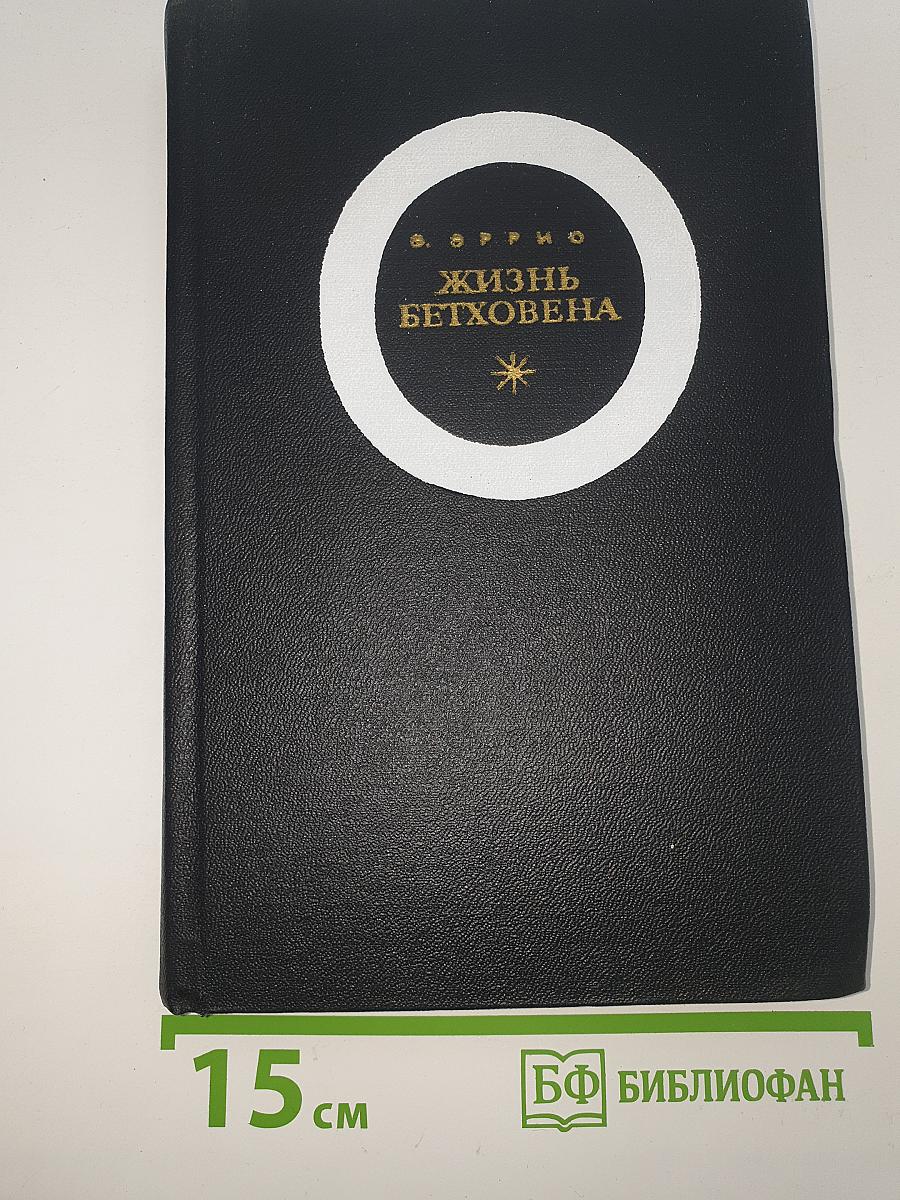 Э. ЭРРИО
ЖИЗНЬ
БЕТХОВЕНА
15 см
БФ БИБЛИОФАН